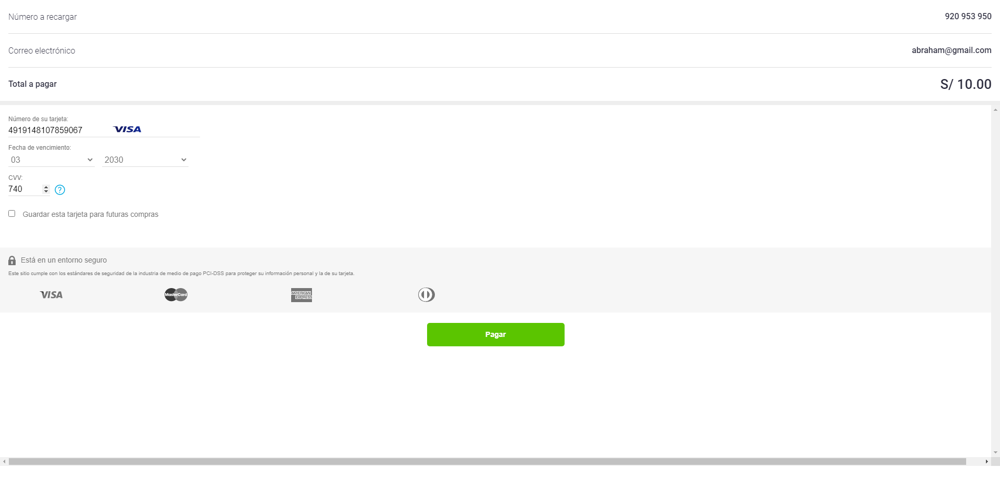 Número a recargar 920 953 950
Correo electrónico abraham@gmail.com
Total a pagar S/ 10.00
Número de su tarjeta:
4919148107859067 VISA
Fecha de vencimiento:
03 2030
CVV:
740 ?
Guardar esta tarjeta para futuras compras
Está en un entorno seguro
Este sitio cumple con los estándares de seguridad de la industria de medio de pago PCI-DSS para proteger su información personal y la de su tarjeta.
VISA MasterCard AMERICAN EXPRESS
Pagar